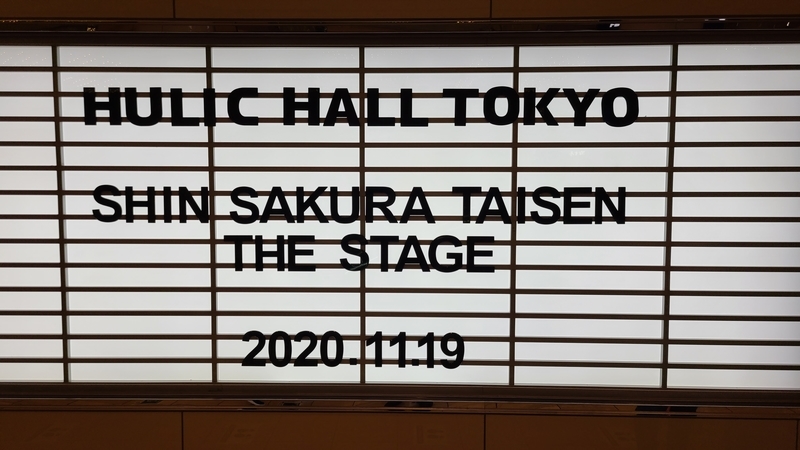 HULIC HALL TOKYO
SHIN SAKURA TAISEN
THE STAGE
2020.11.19